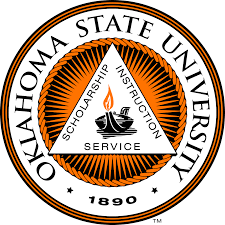 OKLAHOMA STATE UNIVERSITY
SCHOLARSHIP
INSTRUCTION
SERVICE
★ 1890 ★
TM